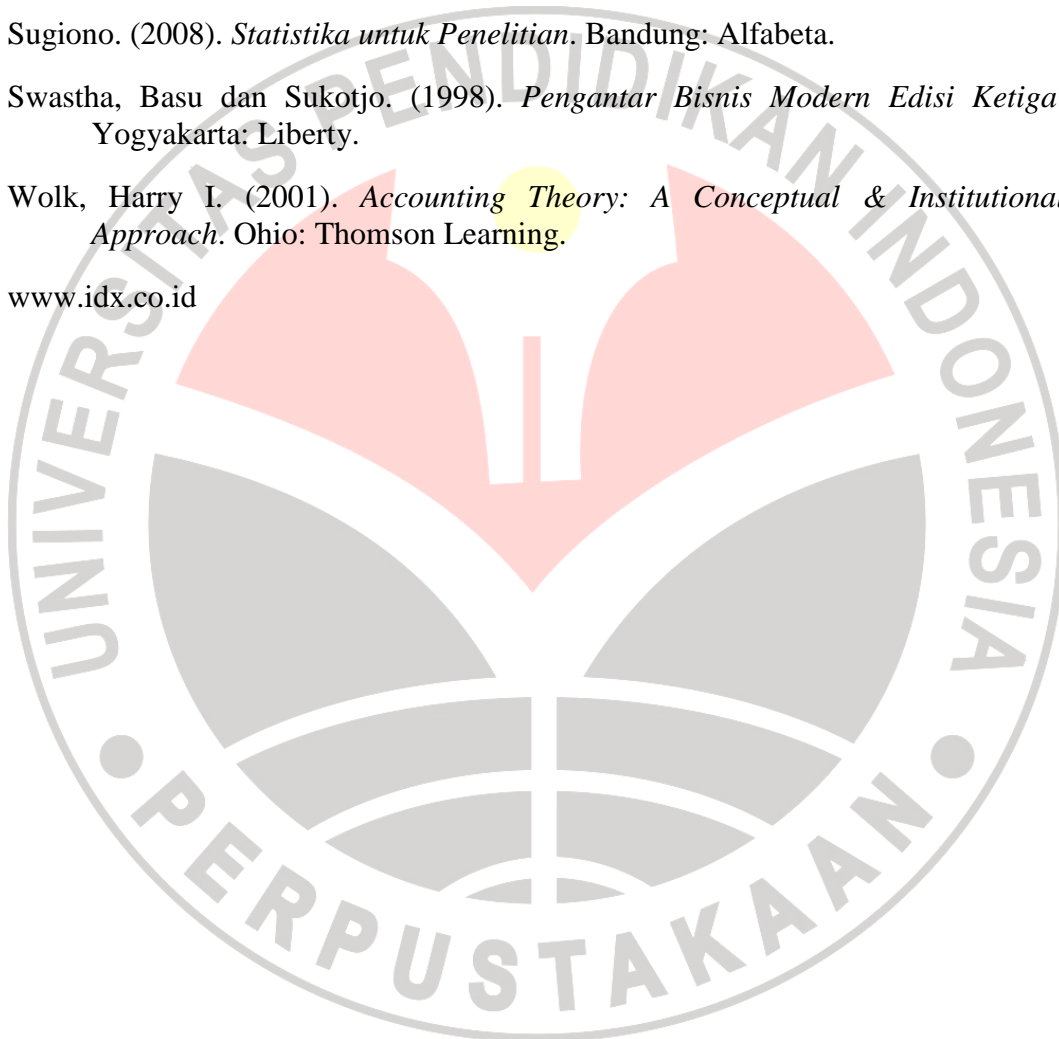 Sugiono. (2008). Statistika untuk Penelitian. Bandung: Alfabeta.
Swastha, Basu dan Sukotjo. (1998). Pengantar Bisnis Modern Edisi Ketiga
Yogyakarta: Liberty.
Wolk, Harry I. (2001). Accounting Theory: A Conceptual & Institutional
Approach. Ohio: Thomson Learning.
www.idx.co.id
UNIVERSITAS PENDIDIKAN INDONESIA
PERPUSTAKAAN